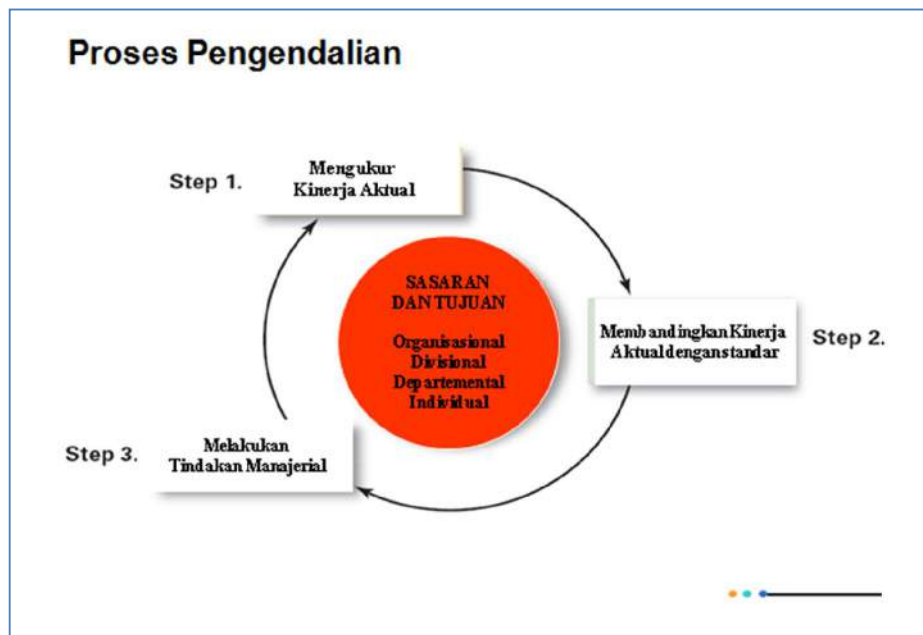 Proses Pengendalian
Step 1.
Mengukur
Kinerja Aktual
SASARAN
DAN TUJUAN
Organisasional
Divisional
Departemental
Individual
Membandingkan Kinerja
Aktual dengan standar
Step 2.
Step 3.
Melakukan
Tindakan Manajerial